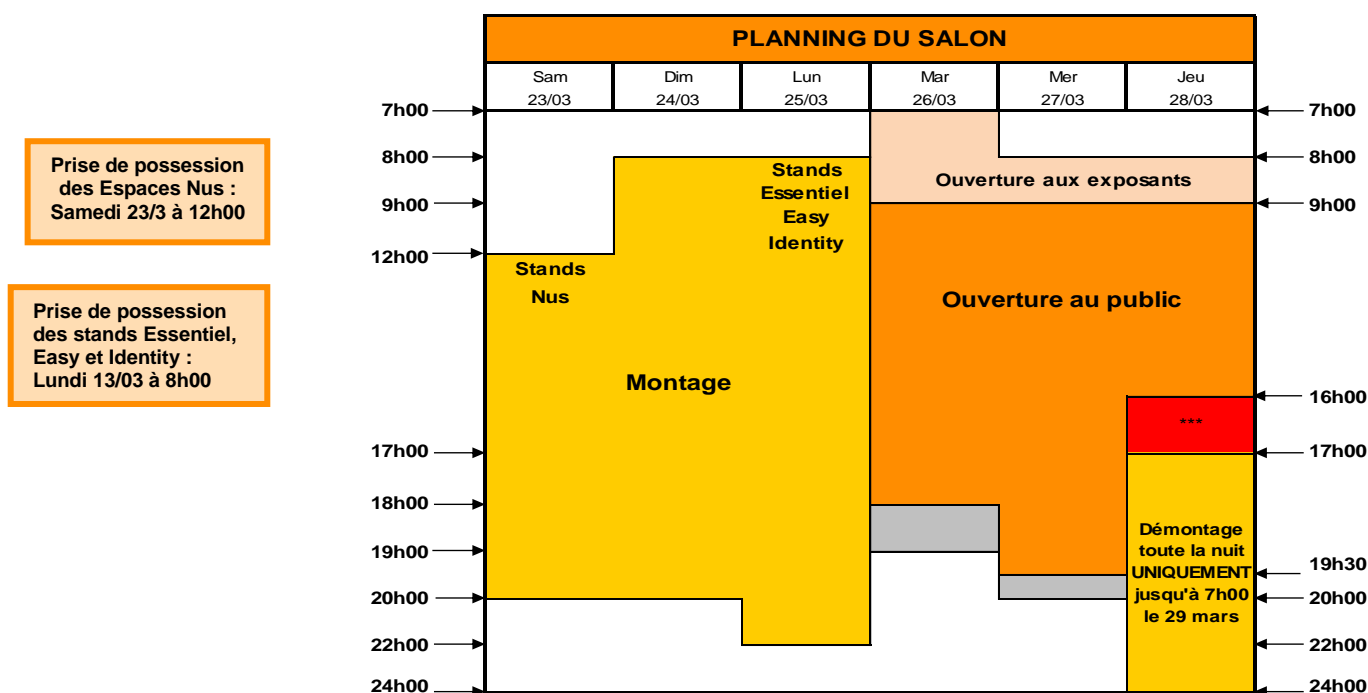 PLANNING DU SALON
Sam Dim Lun Mar Mer Jeu
23/03 24/03 25/03 26/03 27/03 28/03
7h00 7h00
Prise de possession
des Espaces Nus :
Samedi 23/3 à 12h00
8h00 8h00
Stands
Essentiel
Easy
Identity
Ouverture aux exposants
9h00 9h00
12h00
Stands
Nus
Ouverture au public
Prise de possession
des stands Essentiel,
Easy et Identity :
Lundi 13/03 à 8h00
Montage
16h00
***
17h00 17h00
18h00
19h00
Démontage
toute la nuit
UNIQUEMENT
jusqu'à 7h00
le 29 mars
19h30
20h00 20h00
22h00 22h00
24h00 24h00